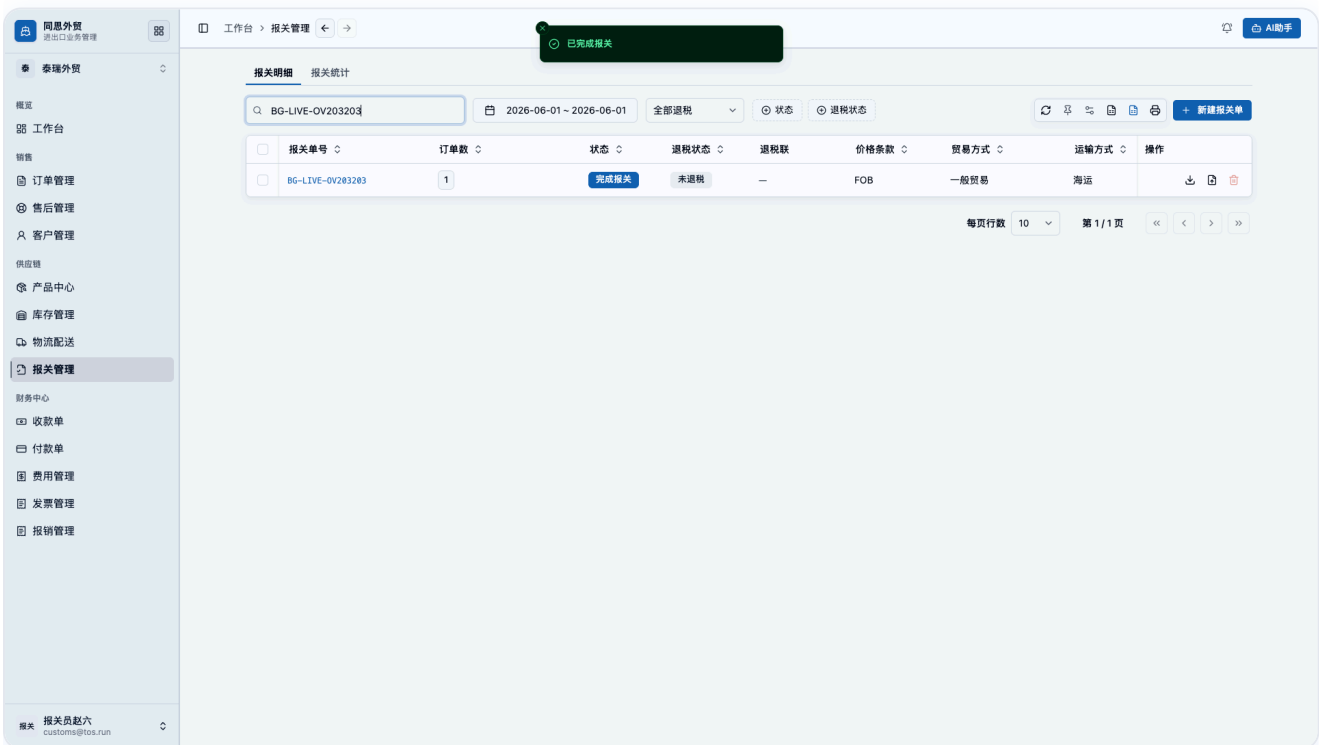 同恩外贸
进出口业务管理
泰 泰瑞外贸
概览
工作台
销售
订单管理
售后管理
客户管理
供应链
产品中心
库存管理
物流配送
报关管理
财务中心
收款单
付款单
费用管理
发票管理
报销管理
报关 报关员赵六
customs@tos.run
工作台 > 报关管理
已完成报关
AI助手
报关明细 报关统计
BG-LIVE-OV203203 2026-06-01 ~ 2026-06-01 全部退税 状态 退税状态 新建报关单
报关单号 订单数 状态 退税状态 退税联 价格条款 贸易方式 运输方式 操作
BG-LIVE-OV203203 1 完成报关 未退税 — FOB 一般贸易 海运
每页行数 10 第 1 / 1 页